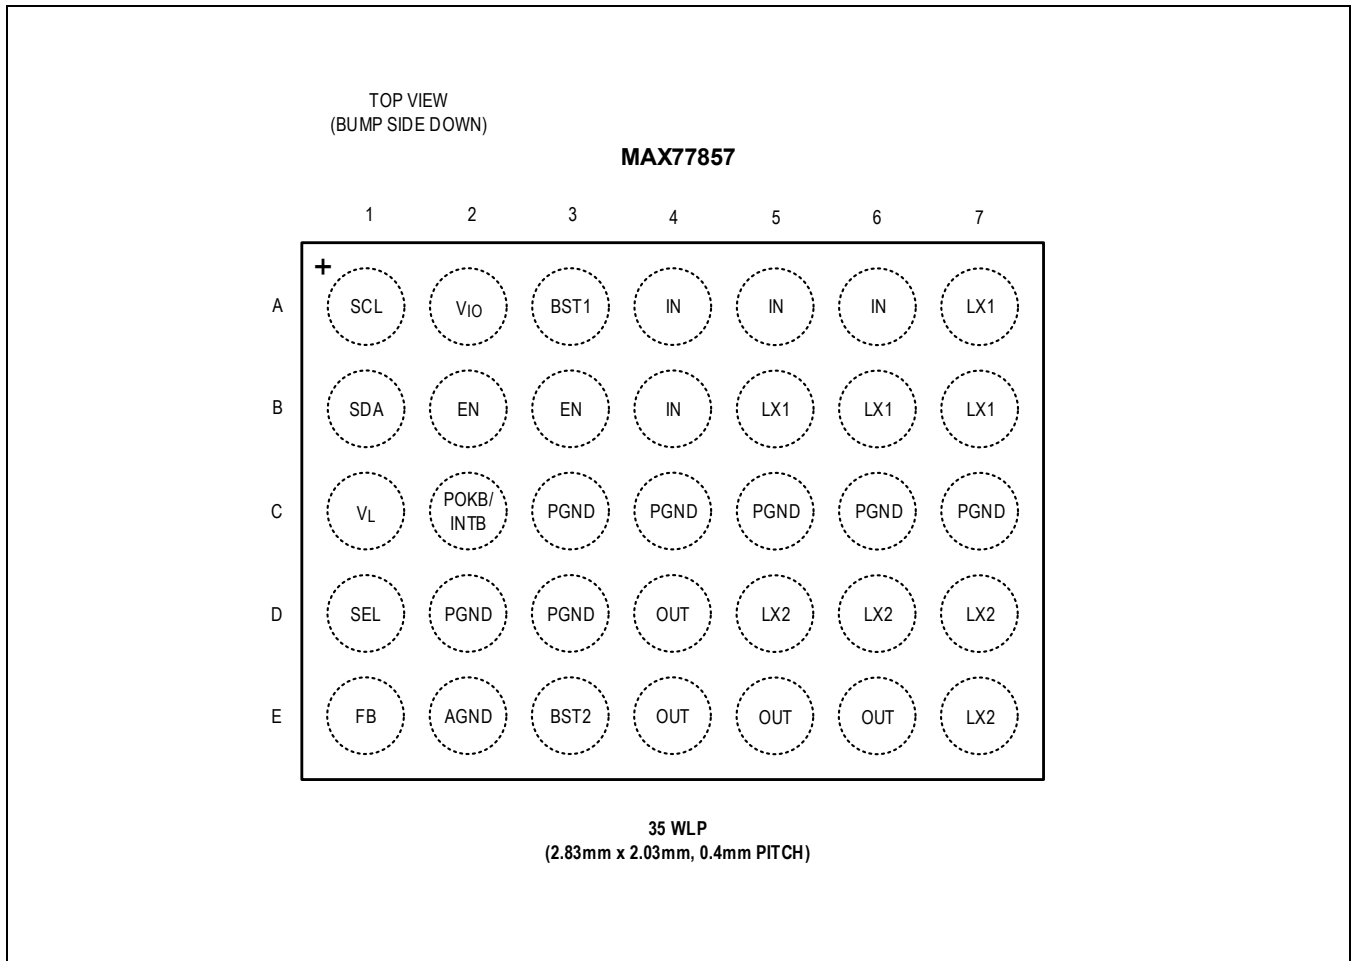 TOP VIEW
(BUMP SIDE DOWN)
MAX77857
1 2 3 4 5 6 7
+
A SCL VIO BST1 IN IN IN LX1
B SDA EN EN IN LX1 LX1 LX1
C VL POKB/ INTB PGND PGND PGND PGND PGND
D SEL PGND PGND OUT LX2 LX2 LX2
E FB AGND BST2 OUT OUT OUT LX2
35 WLP
(2.83mm x 2.03mm, 0.4mm PITCH)